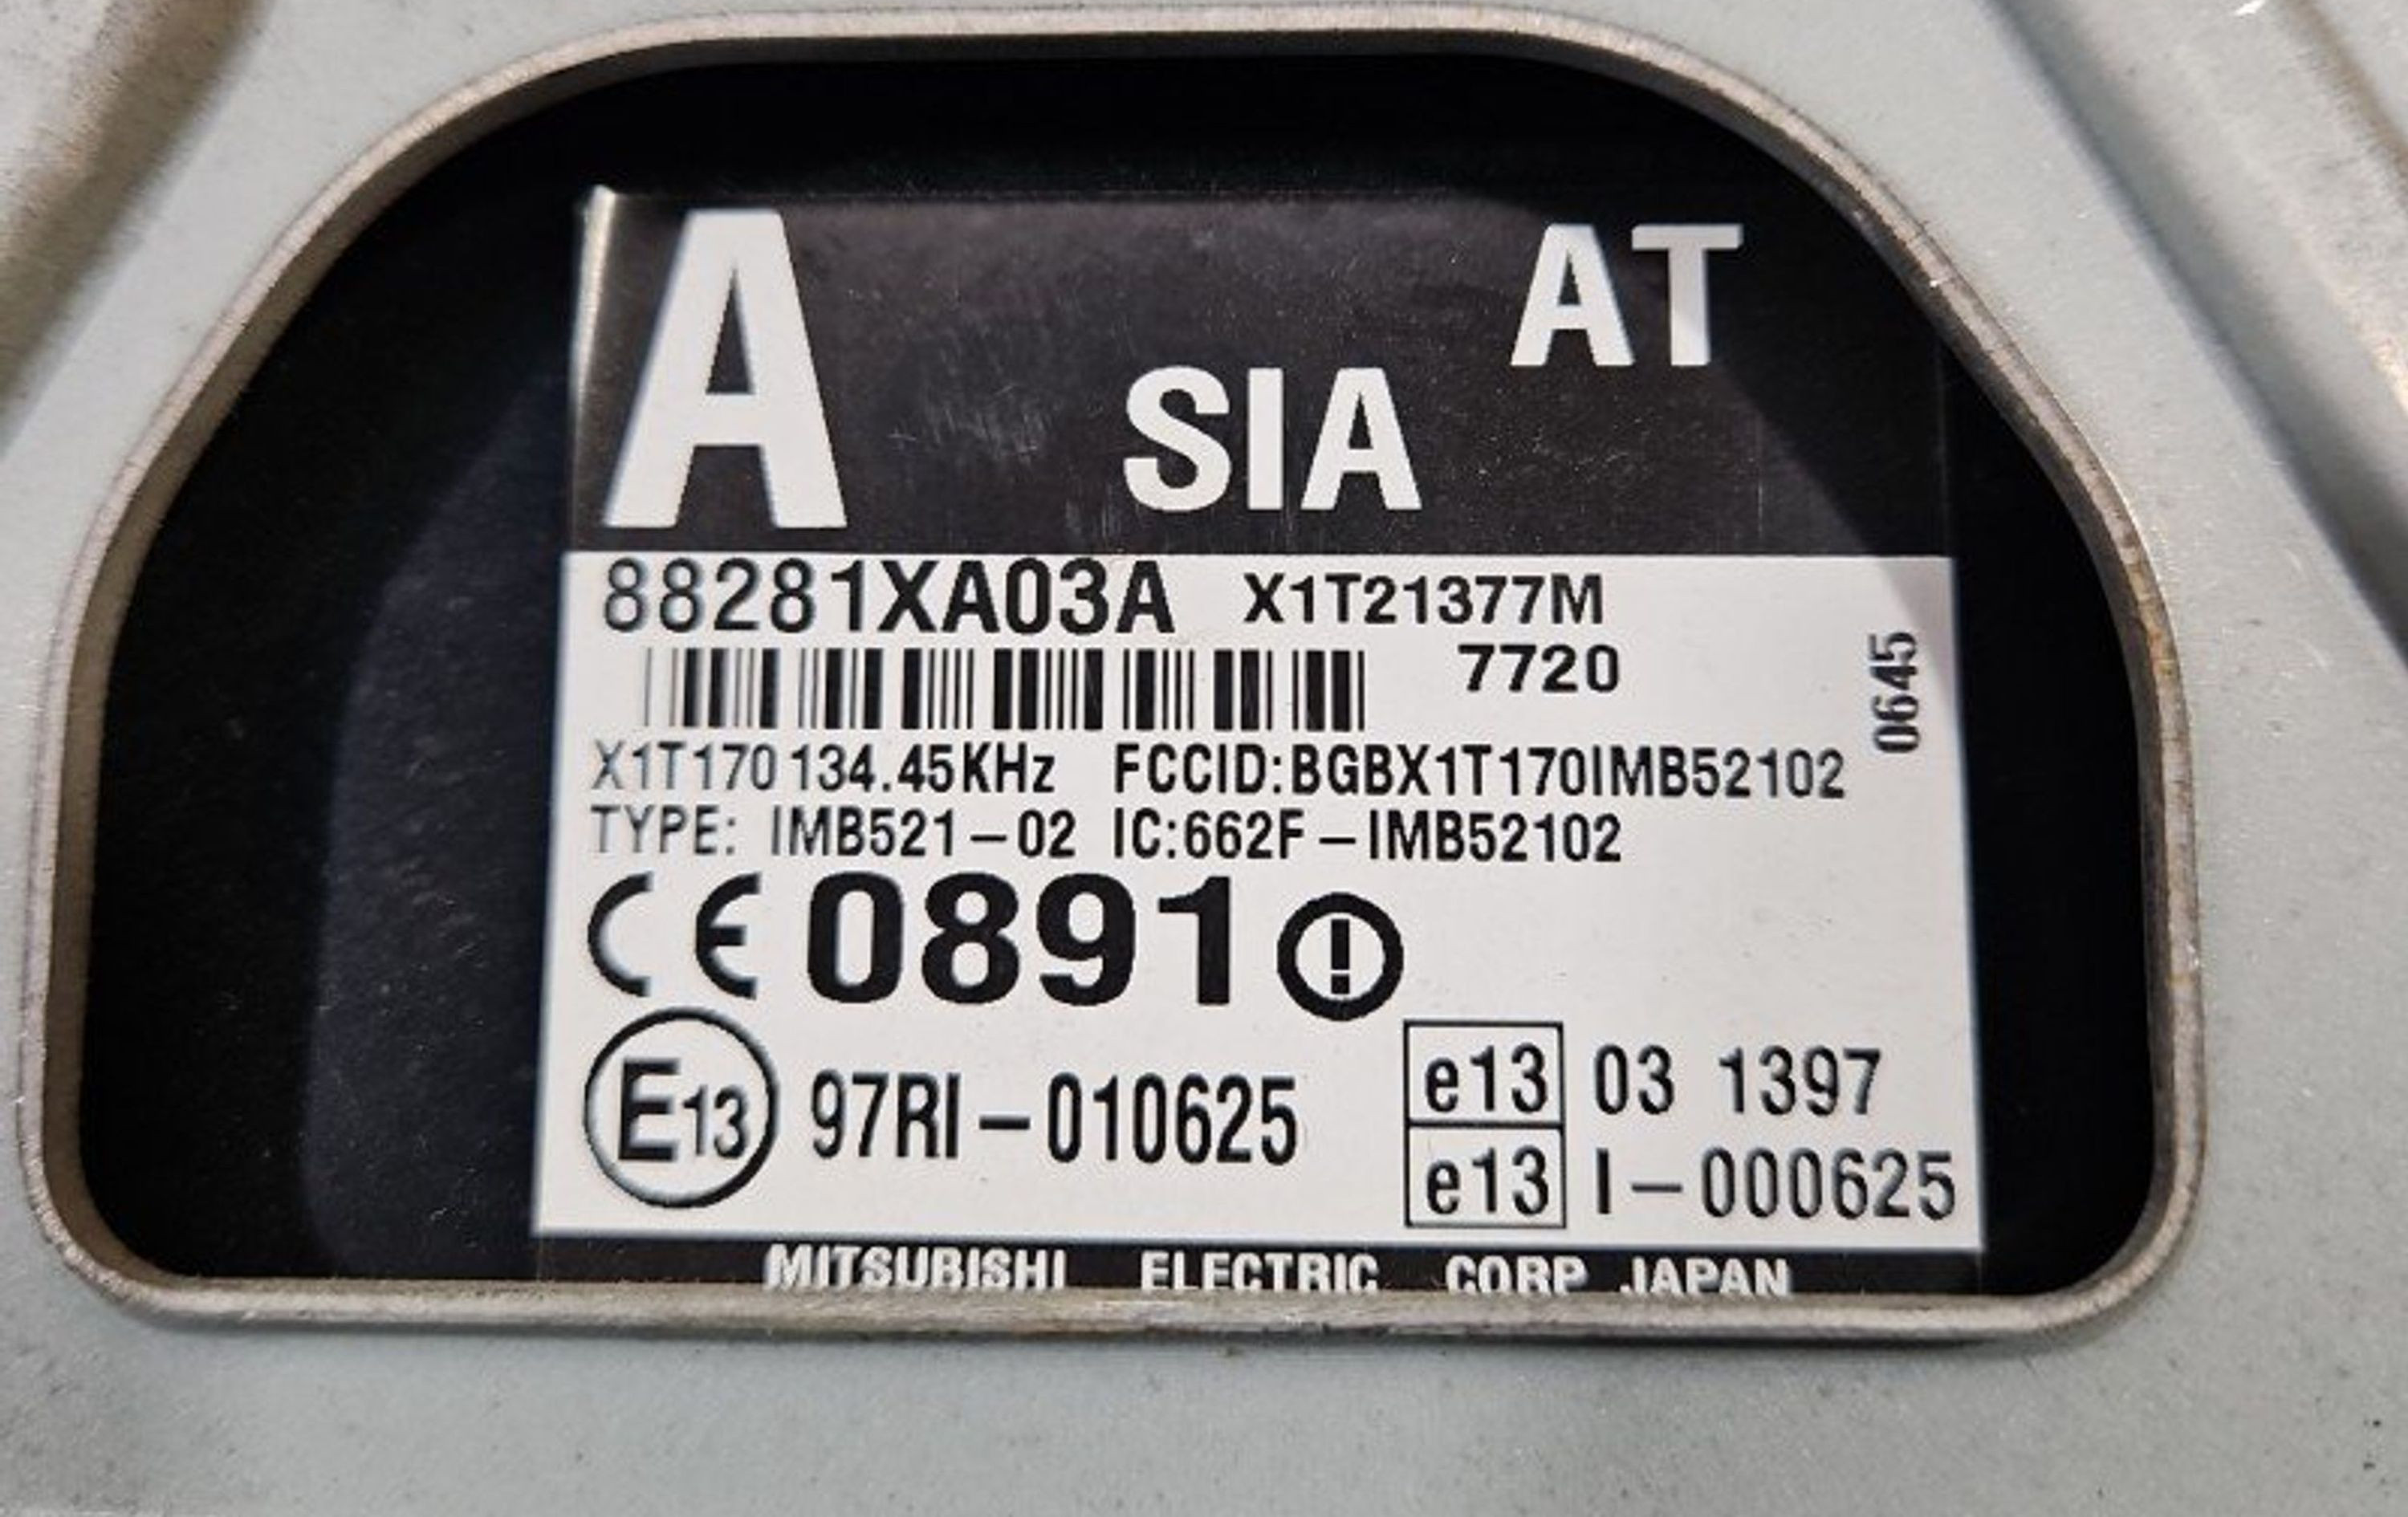 A
AT
SIA
88281XA03A X1T21377M
7720
0645
X1T170 134.45KHz FCCID:BGBX1T170IMB52102
TYPE: IMB521-02 IC:662F-IMB52102
CE 0891
E13 97RI-010625
e13 03 1397
e13 I-000625
MITSUBISHI ELECTRIC CORP JAPAN